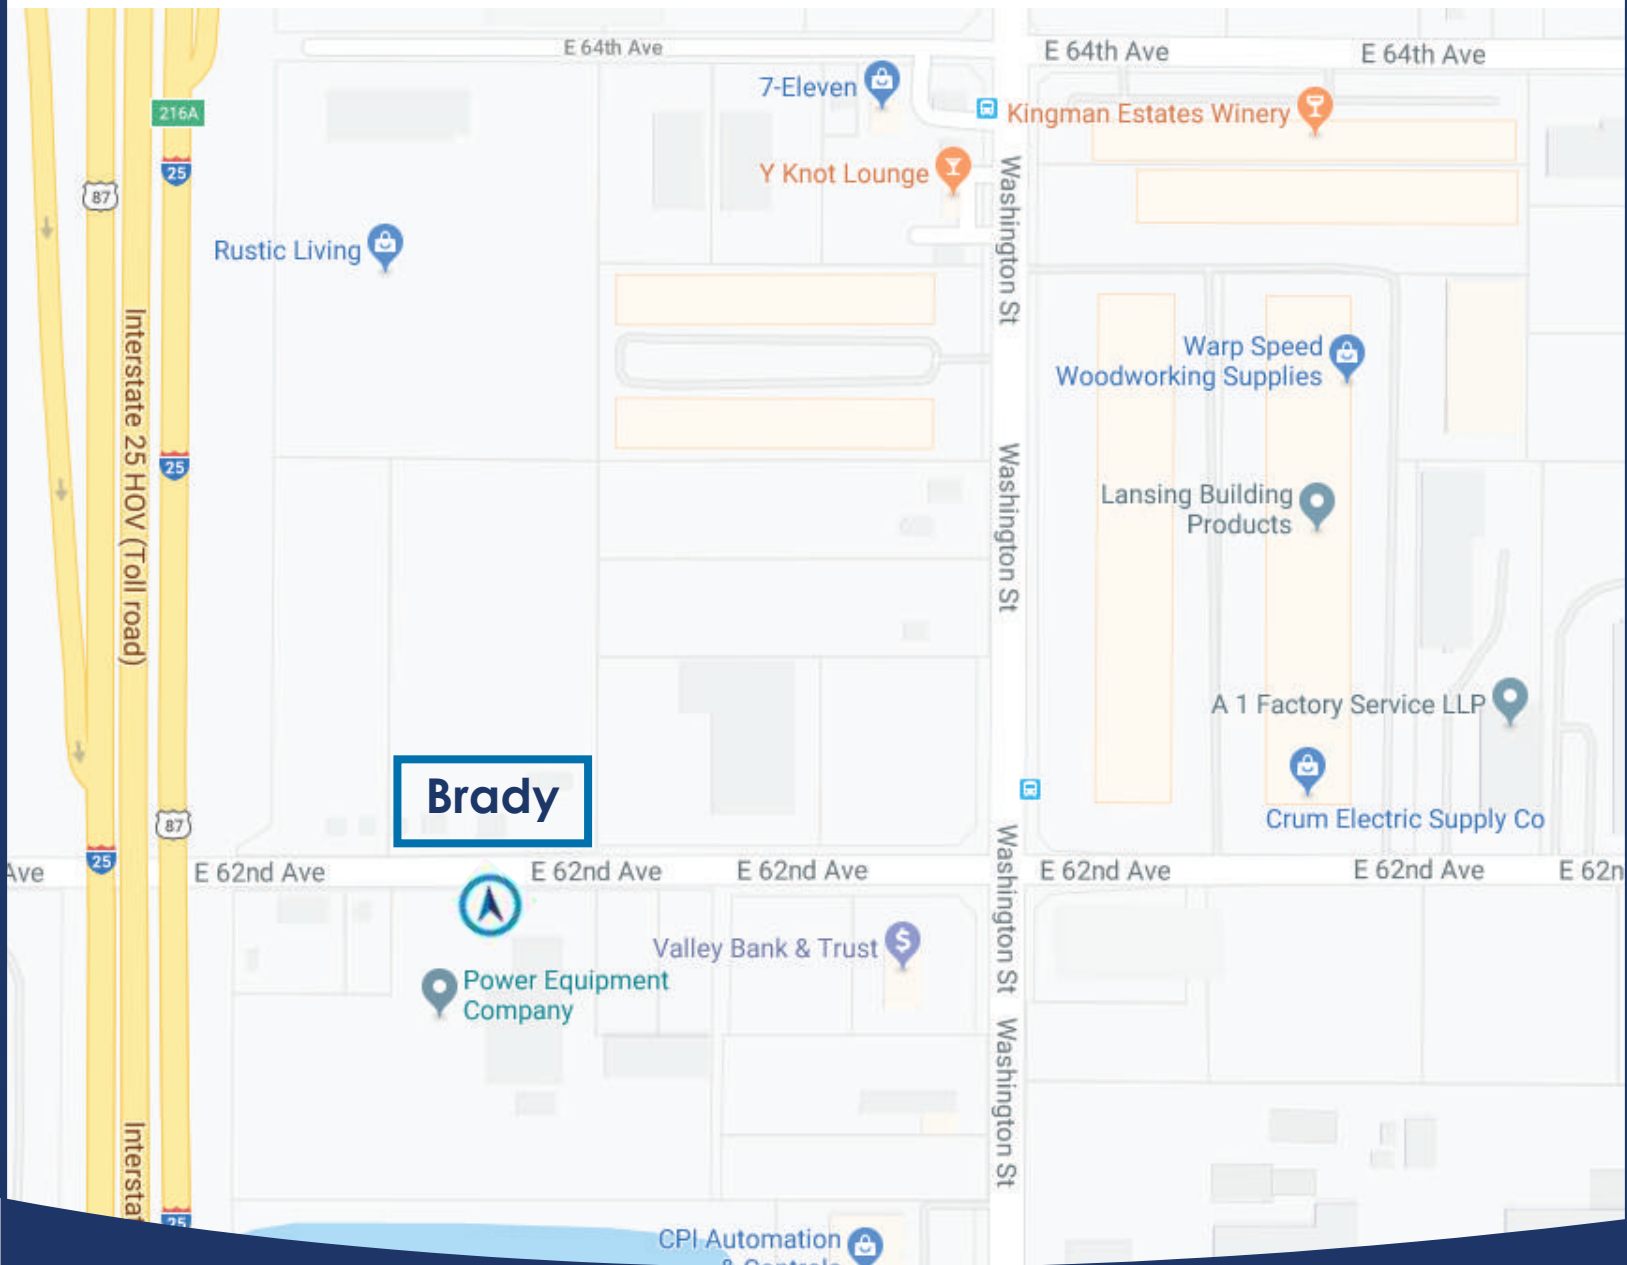 E 64th Ave
E 64th Ave
E 64th Ave
7-Eleven
216A
Kingman Estates Winery
25
Y Knot Lounge
87
Washington St
Rustic Living
Interstate 25 HOV (Toll road)
Warp Speed
Woodworking Supplies
25
Washington St
Lansing Building
Products
A 1 Factory Service LLP
Brady
87
Crum Electric Supply Co
25
Ave
E 62nd Ave
E 62nd Ave
E 62nd Ave
E 62nd Ave
E 62nd Ave
E 62n
Washington St
Valley Bank & Trust
Power Equipment
Company
Washington St
Interstat
25
CPI Automation
& Controls